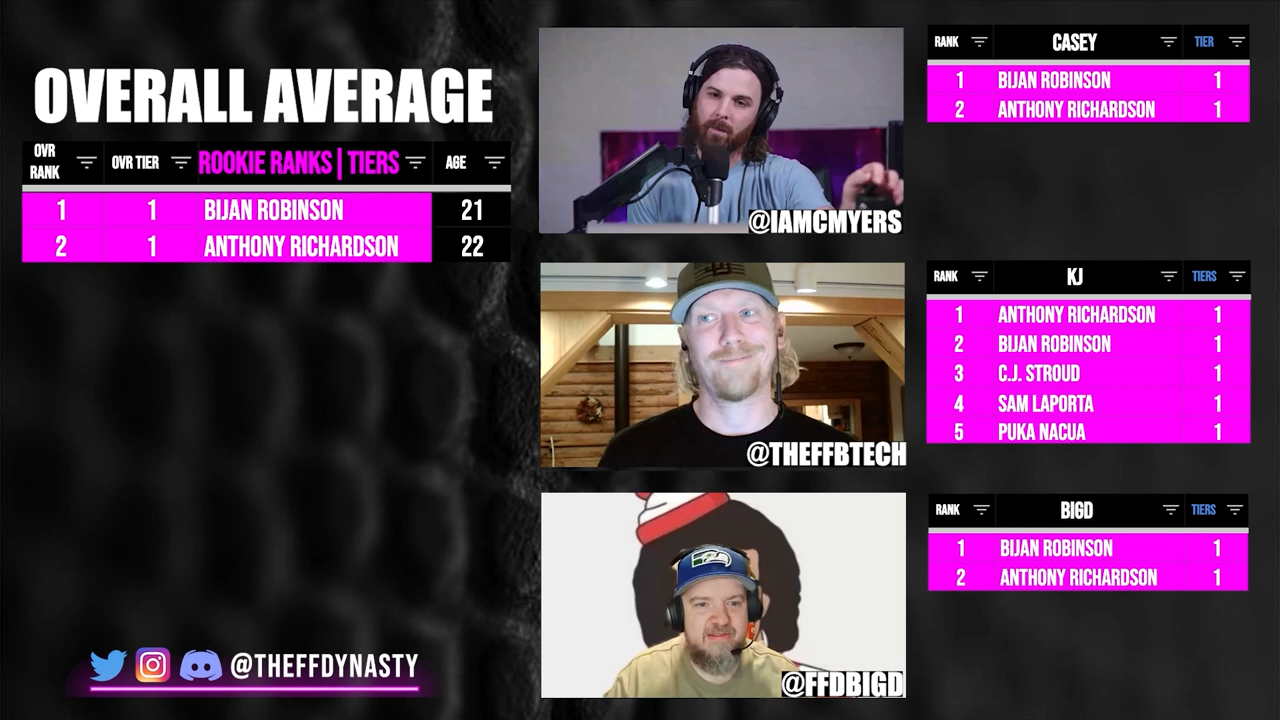 OVERALL AVERAGE
OVR RANK OVR TIER ROOKIE RANKS | TIERS AGE
1 1 BIJAN ROBINSON 21
2 1 ANTHONY RICHARDSON 22
@THEFFDYNASTY
@IAMCMYERS
@THEFFBTECH
@FFDBIGD
RANK CASEY TIER
1 BIJAN ROBINSON 1
2 ANTHONY RICHARDSON 1
RANK KJ TIERS
1 ANTHONY RICHARDSON 1
2 BIJAN ROBINSON 1
3 C.J. STROUD 1
4 SAM LAPORTA 1
5 PUKA NACUA 1
RANK BIGD TIERS
1 BIJAN ROBINSON 1
2 ANTHONY RICHARDSON 1